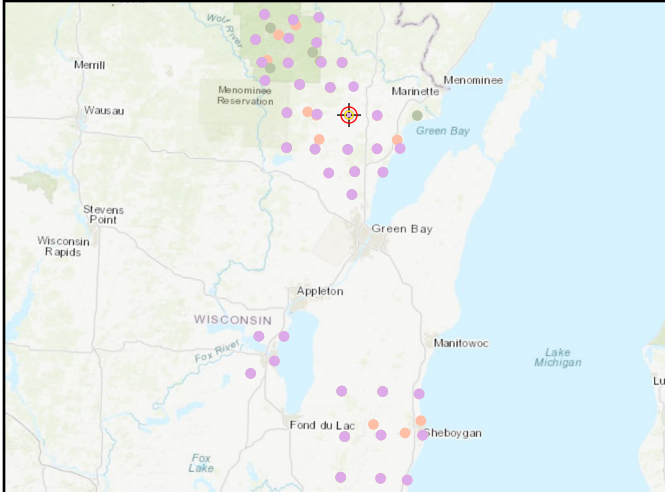 Wolf River
Merrill
Menominee
Marinette
Menominee
Reservation
Wausau
Green Bay
Stevens
Point
Green Bay
Wisconsin
Rapids
Appleton
WISCONSIN
Manitowoc
Fox River
Lake
Michigan
Lu
Fond du Lac
Sheboygan
Fox
Lake